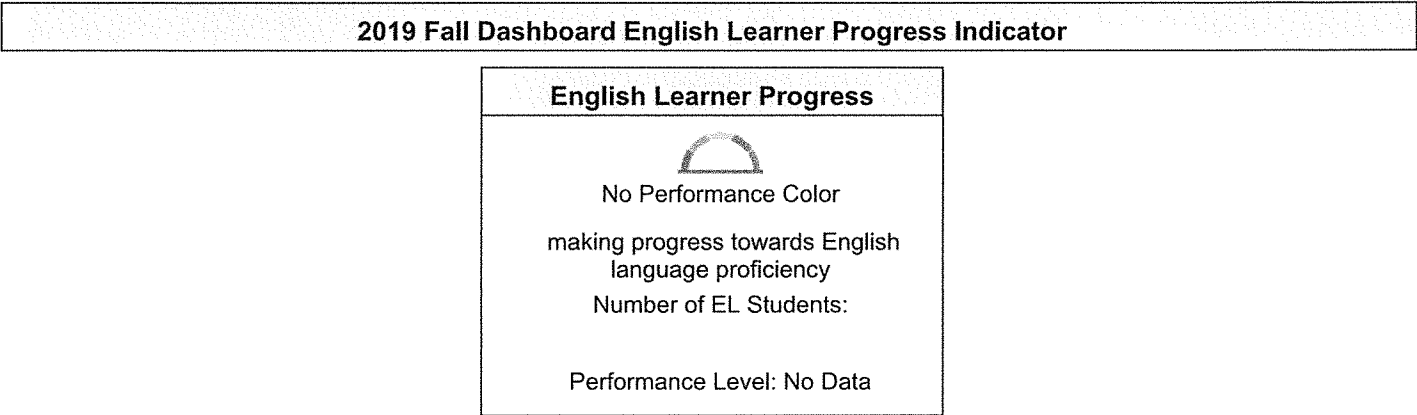 2019 Fall Dashboard English Learner Progress Indicator
English Learner Progress
No Performance Color
making progress towards English
language proficiency
Number of EL Students:
Performance Level: No Data